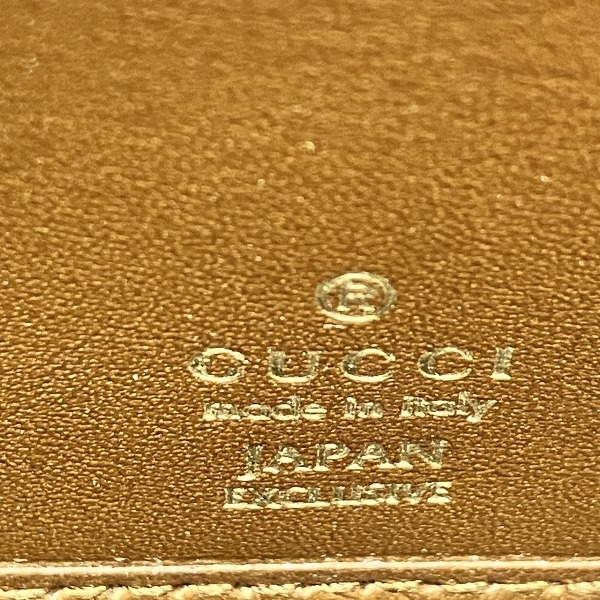 ®
GUCCI
made in italy
JAPAN
EXCLUSIVE